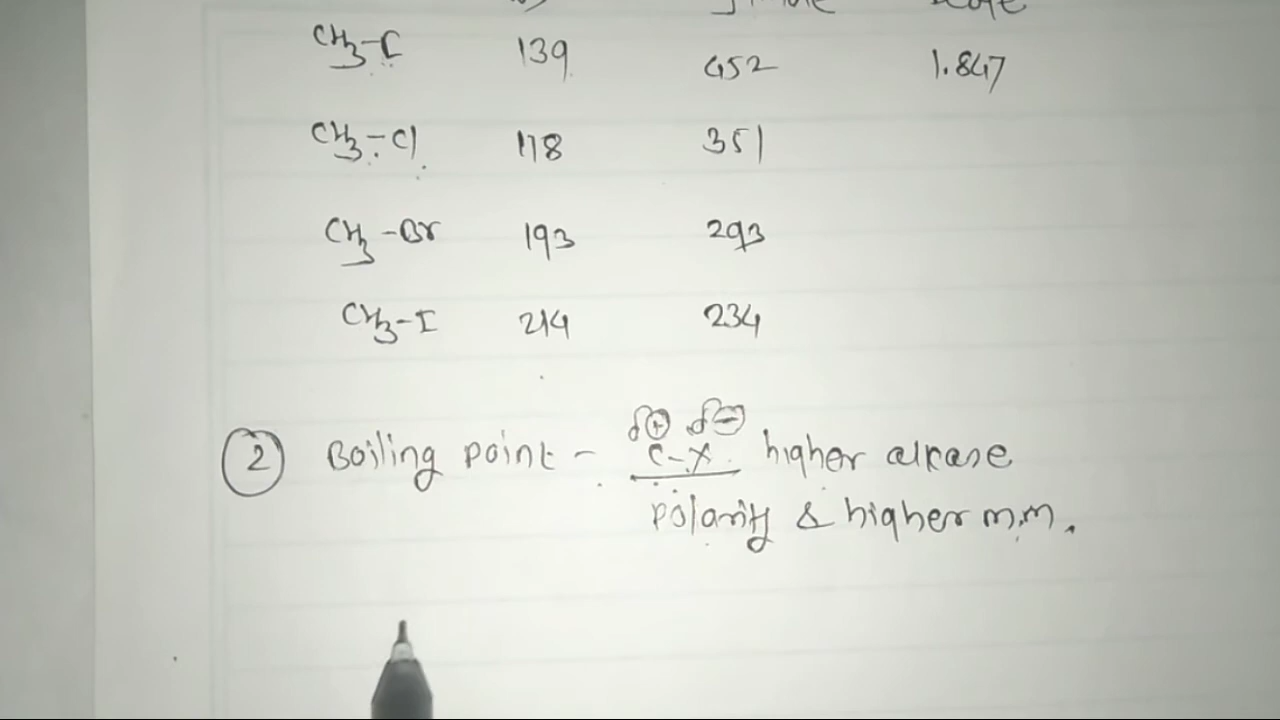 CH3-F 139 452 1.847
CH3-Cl 178 351
CH3-Br 193 293
CH3-I 214 234
2 Boiling point - δ⊕ δ⊖
C-X higher alkane
polarity & higher m.m.